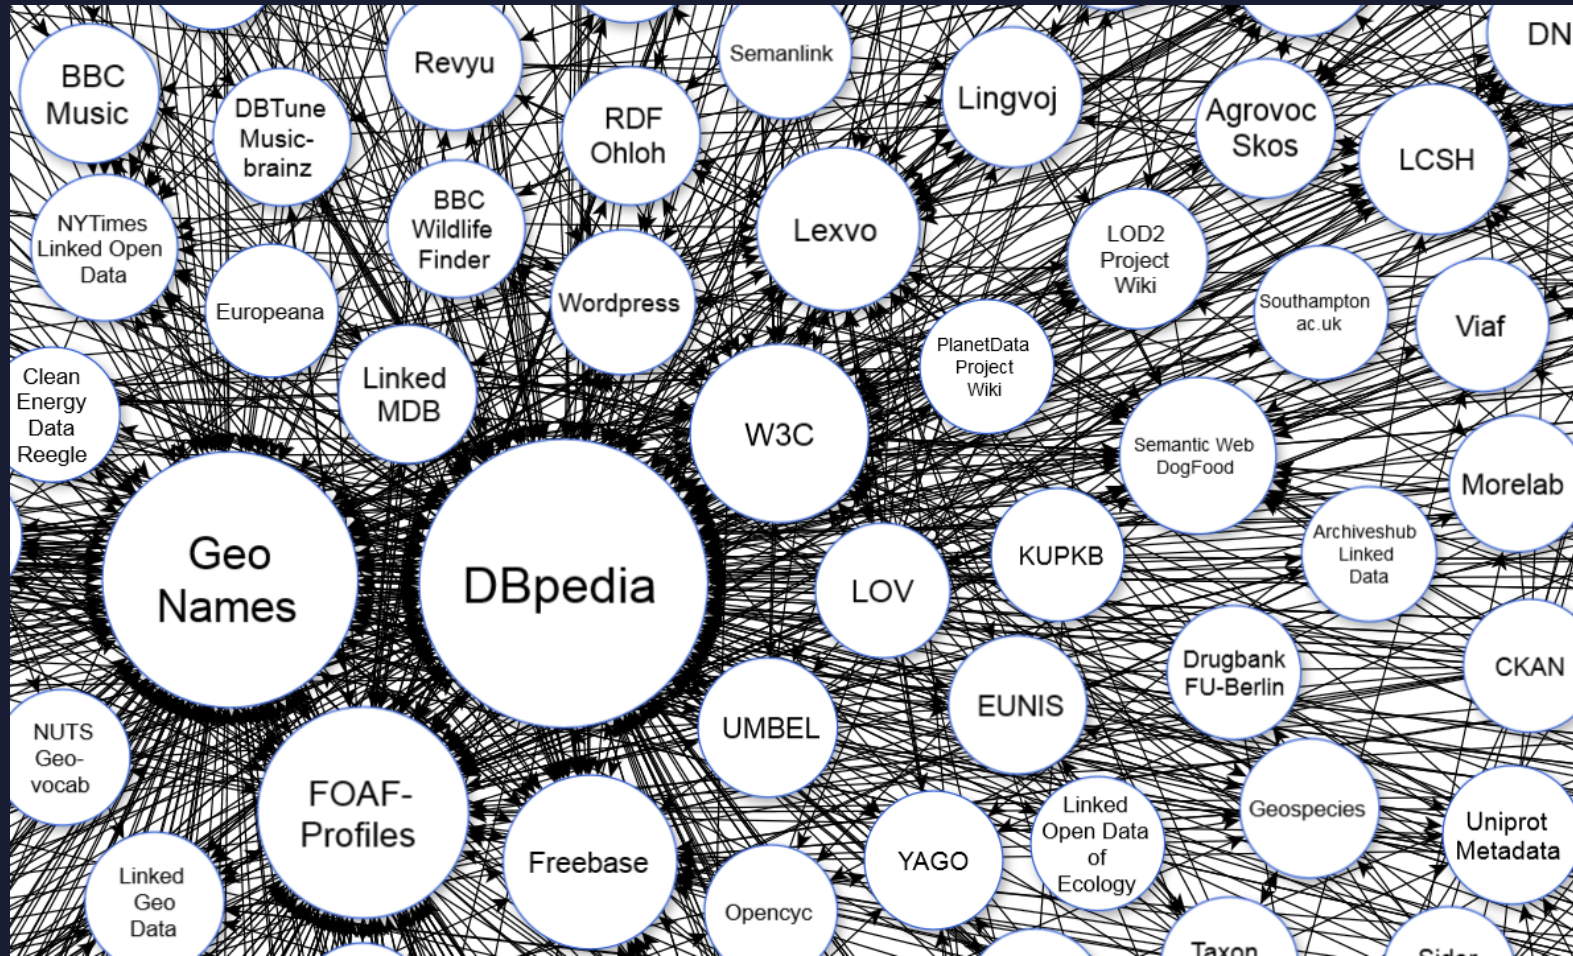 BBC
Music
DBTune
Music-
brainz
Revyu
RDF
Ohloh
Semanlink
Lingvoj
Agrovoc
Skos
LCSH
DN
NYTimes
Linked Open
Data
Europeana
BBC
Wildlife
Finder
Wordpress
Lexvo
LOD2
Project
Wiki
Southampton
ac.uk
Viaf
Clean
Energy
Data
Reegle
Linked
MDB
W3C
PlanetData
Project
Wiki
Semantic Web
DogFood
Morelab
Geo
Names
DBpedia
LOV
KUPKB
Archiveshub
Linked
Data
NUTS
Geo-
vocab
UMBEL
EUNIS
Drugbank
FU-Berlin
CKAN
FOAF-
Profiles
Freebase
YAGO
Linked
Open Data
of
Ecology
Geospecies
Uniprot
Metadata
Linked
Geo
Data
Opencyc
Taxon
Sider